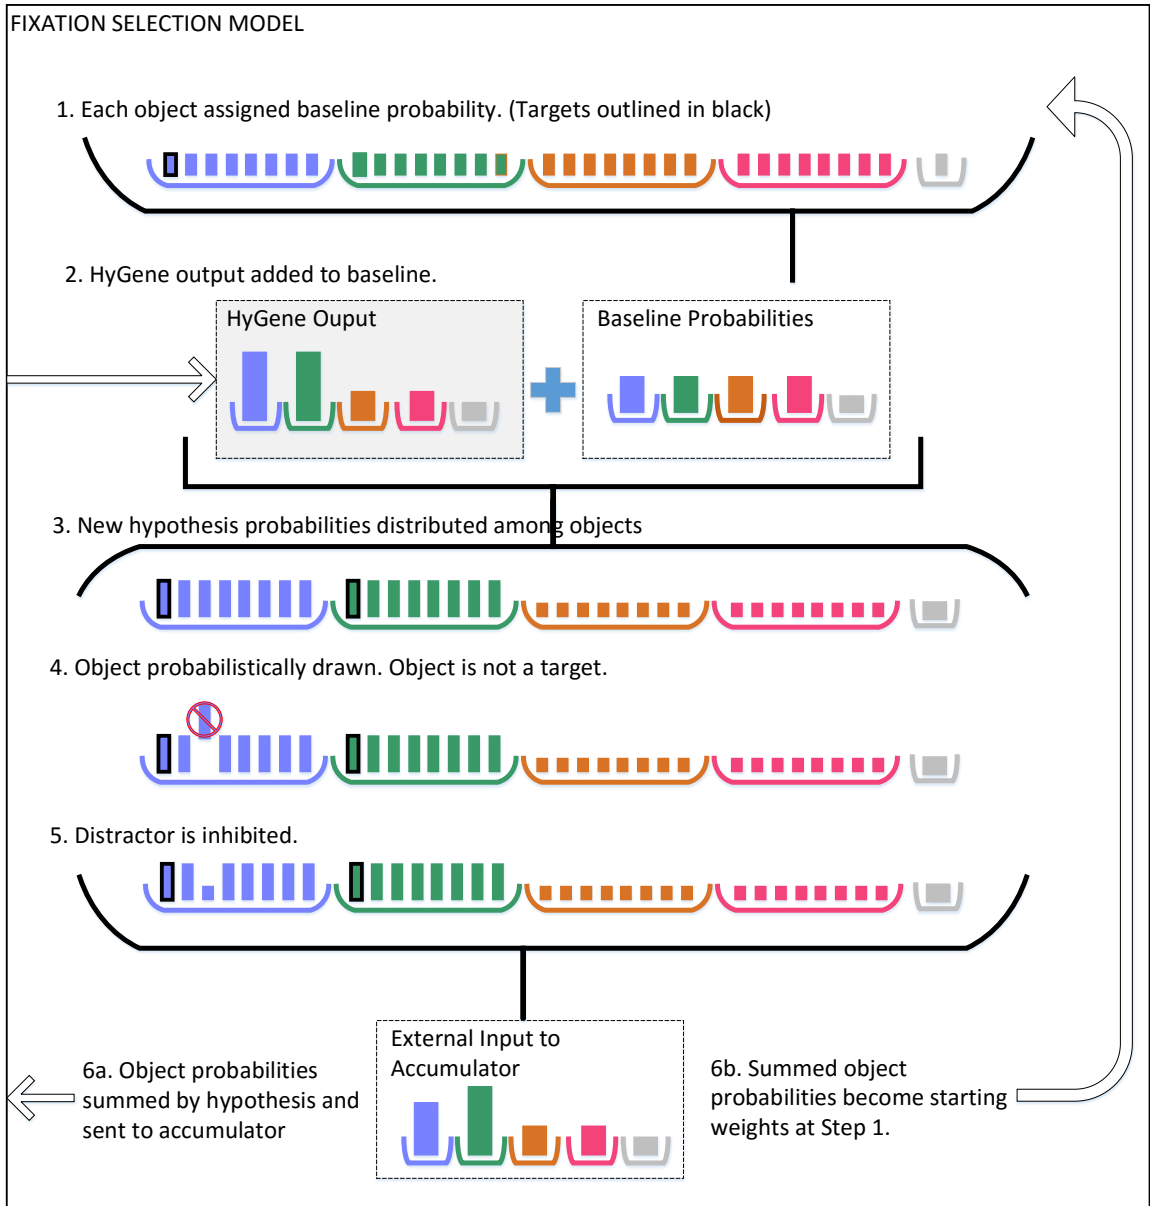 FIXATION SELECTION MODEL
1. Each object assigned baseline probability. (Targets outlined in black)
2. HyGene output added to baseline.
HyGene Ouput
Baseline Probabilities
3. New hypothesis probabilities distributed among objects
4. Object probabilistically drawn. Object is not a target.
5. Distractor is inhibited.
External Input to
Accumulator
6a. Object probabilities
summed by hypothesis and
sent to accumulator
6b. Summed object
probabilities become starting
weights at Step 1.